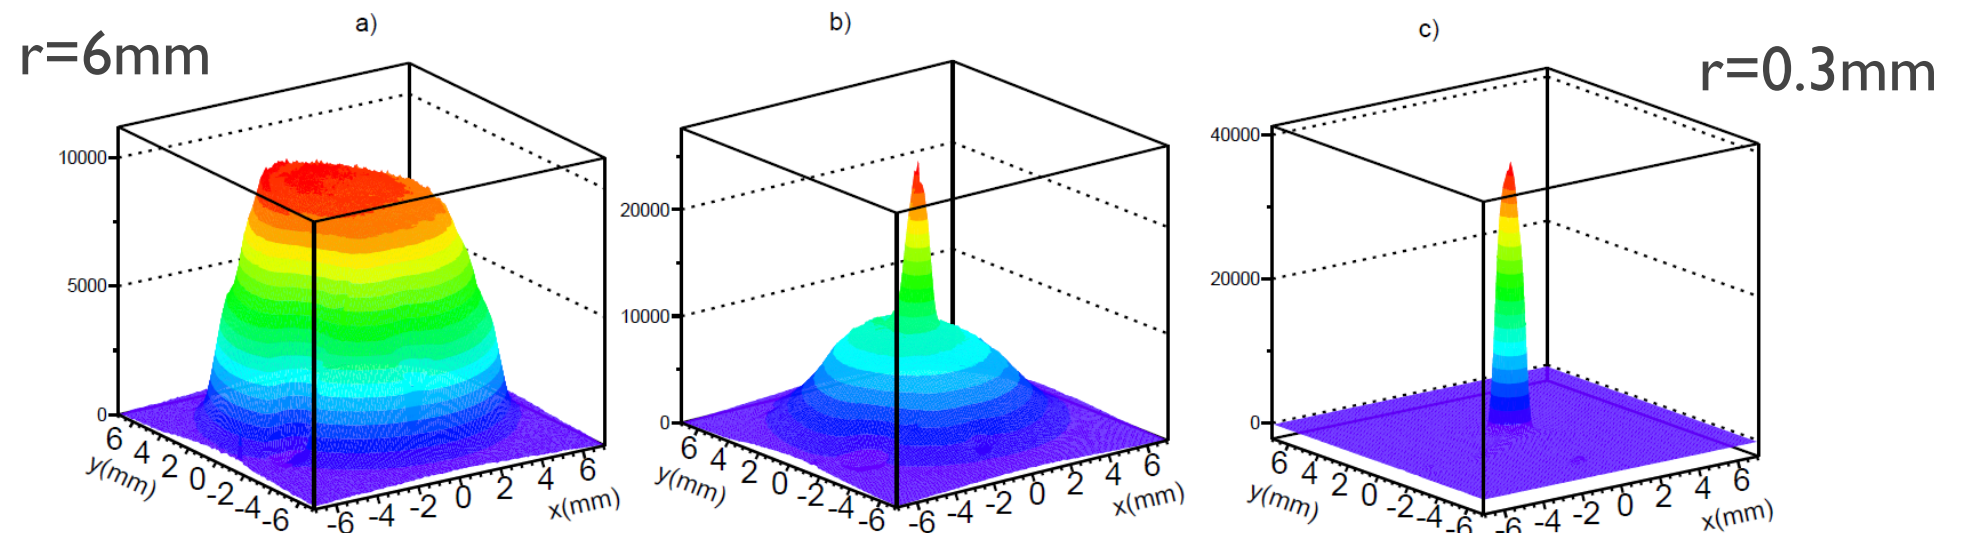 a)
b)
c)
r=6mm
r=0.3mm
10000
5000
0
6 4 2 0 -2 -4 -6
y(mm)
-6 -4 -2 0 2 4 6
x(mm)
20000
10000
0
6 4 2 0 -2 -4 -6
y(mm)
-6 -4 -2 0 2 4 6
x(mm)
40000
20000
0
6 4 2 0 -2 -4 -6
y(mm)
-6 -4 -2 0 2 4 6
x(mm)